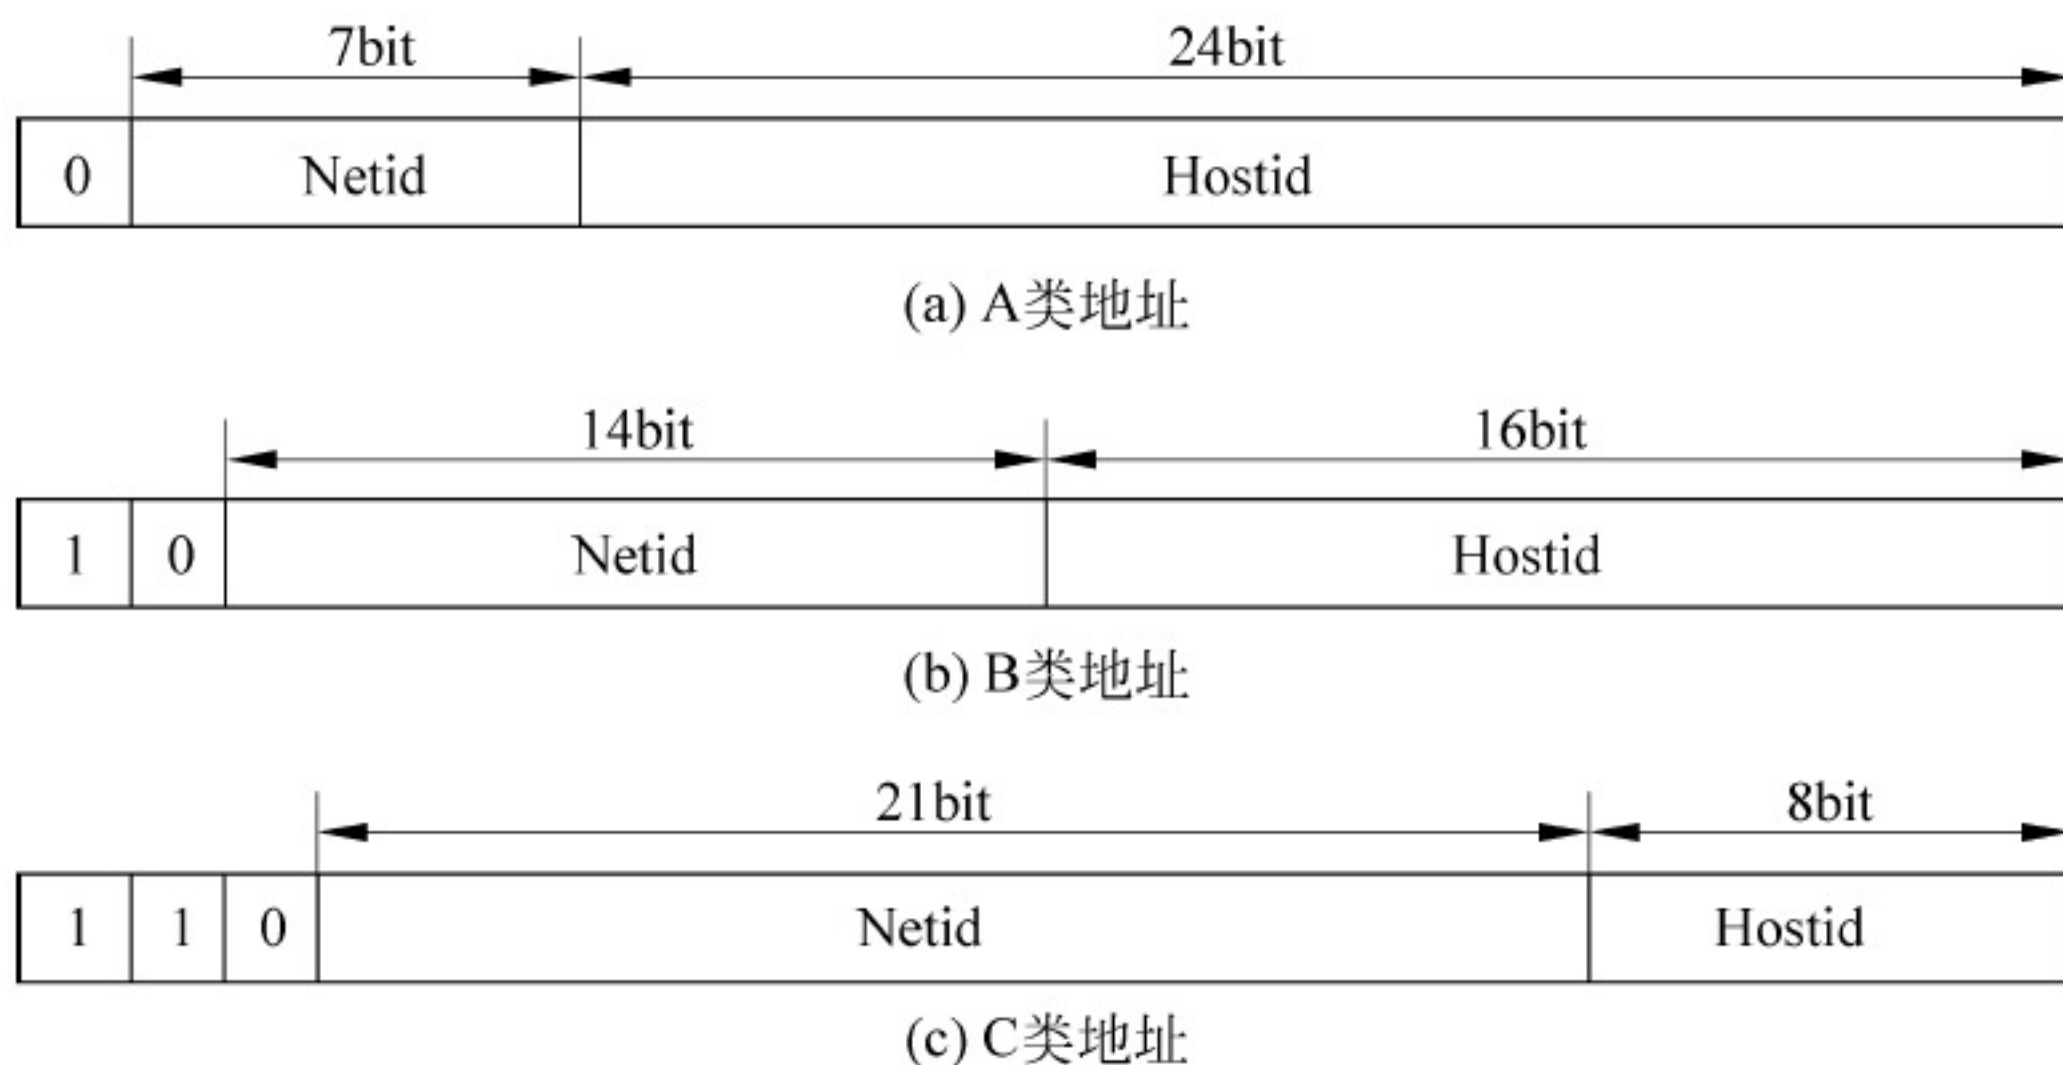 7bit 24bit
0 Netid Hostid
(a) A类地址
14bit 16bit
1 0 Netid Hostid
(b) B类地址
21bit 8bit
1 1 0 Netid Hostid
(c) C类地址